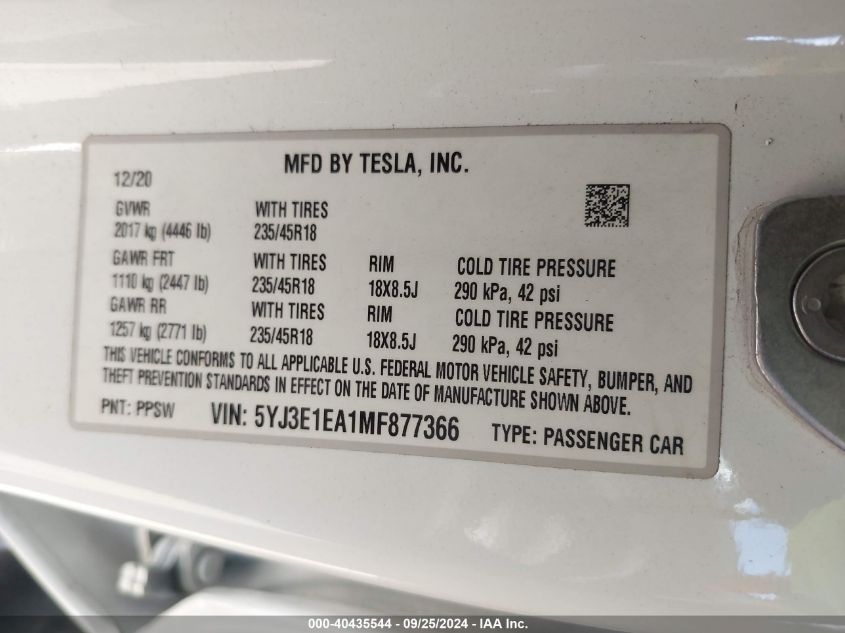 MFD BY TESLA, INC.
12/20
GVWR WITH TIRES
2017 kg (4446 lb) 235/45R18
GAWR FRT WITH TIRES RIM COLD TIRE PRESSURE
1110 kg (2447 lb) 235/45R18 18X8.5J 290 kPa, 42 psi
GAWR RR WITH TIRES RIM COLD TIRE PRESSURE
1257 kg (2771 lb) 235/45R18 18X8.5J 290 kPa, 42 psi
THIS VEHICLE CONFORMS TO ALL APPLICABLE U.S. FEDERAL MOTOR VEHICLE SAFETY, BUMPER, AND
THEFT PREVENTION STANDARDS IN EFFECT ON THE DATE OF MANUFACTURE SHOWN ABOVE.
PNT: PPSW VIN: 5YJ3E1EA1MF877366 TYPE: PASSENGER CAR
000-40435544 - 09/25/2024 - IAA Inc.